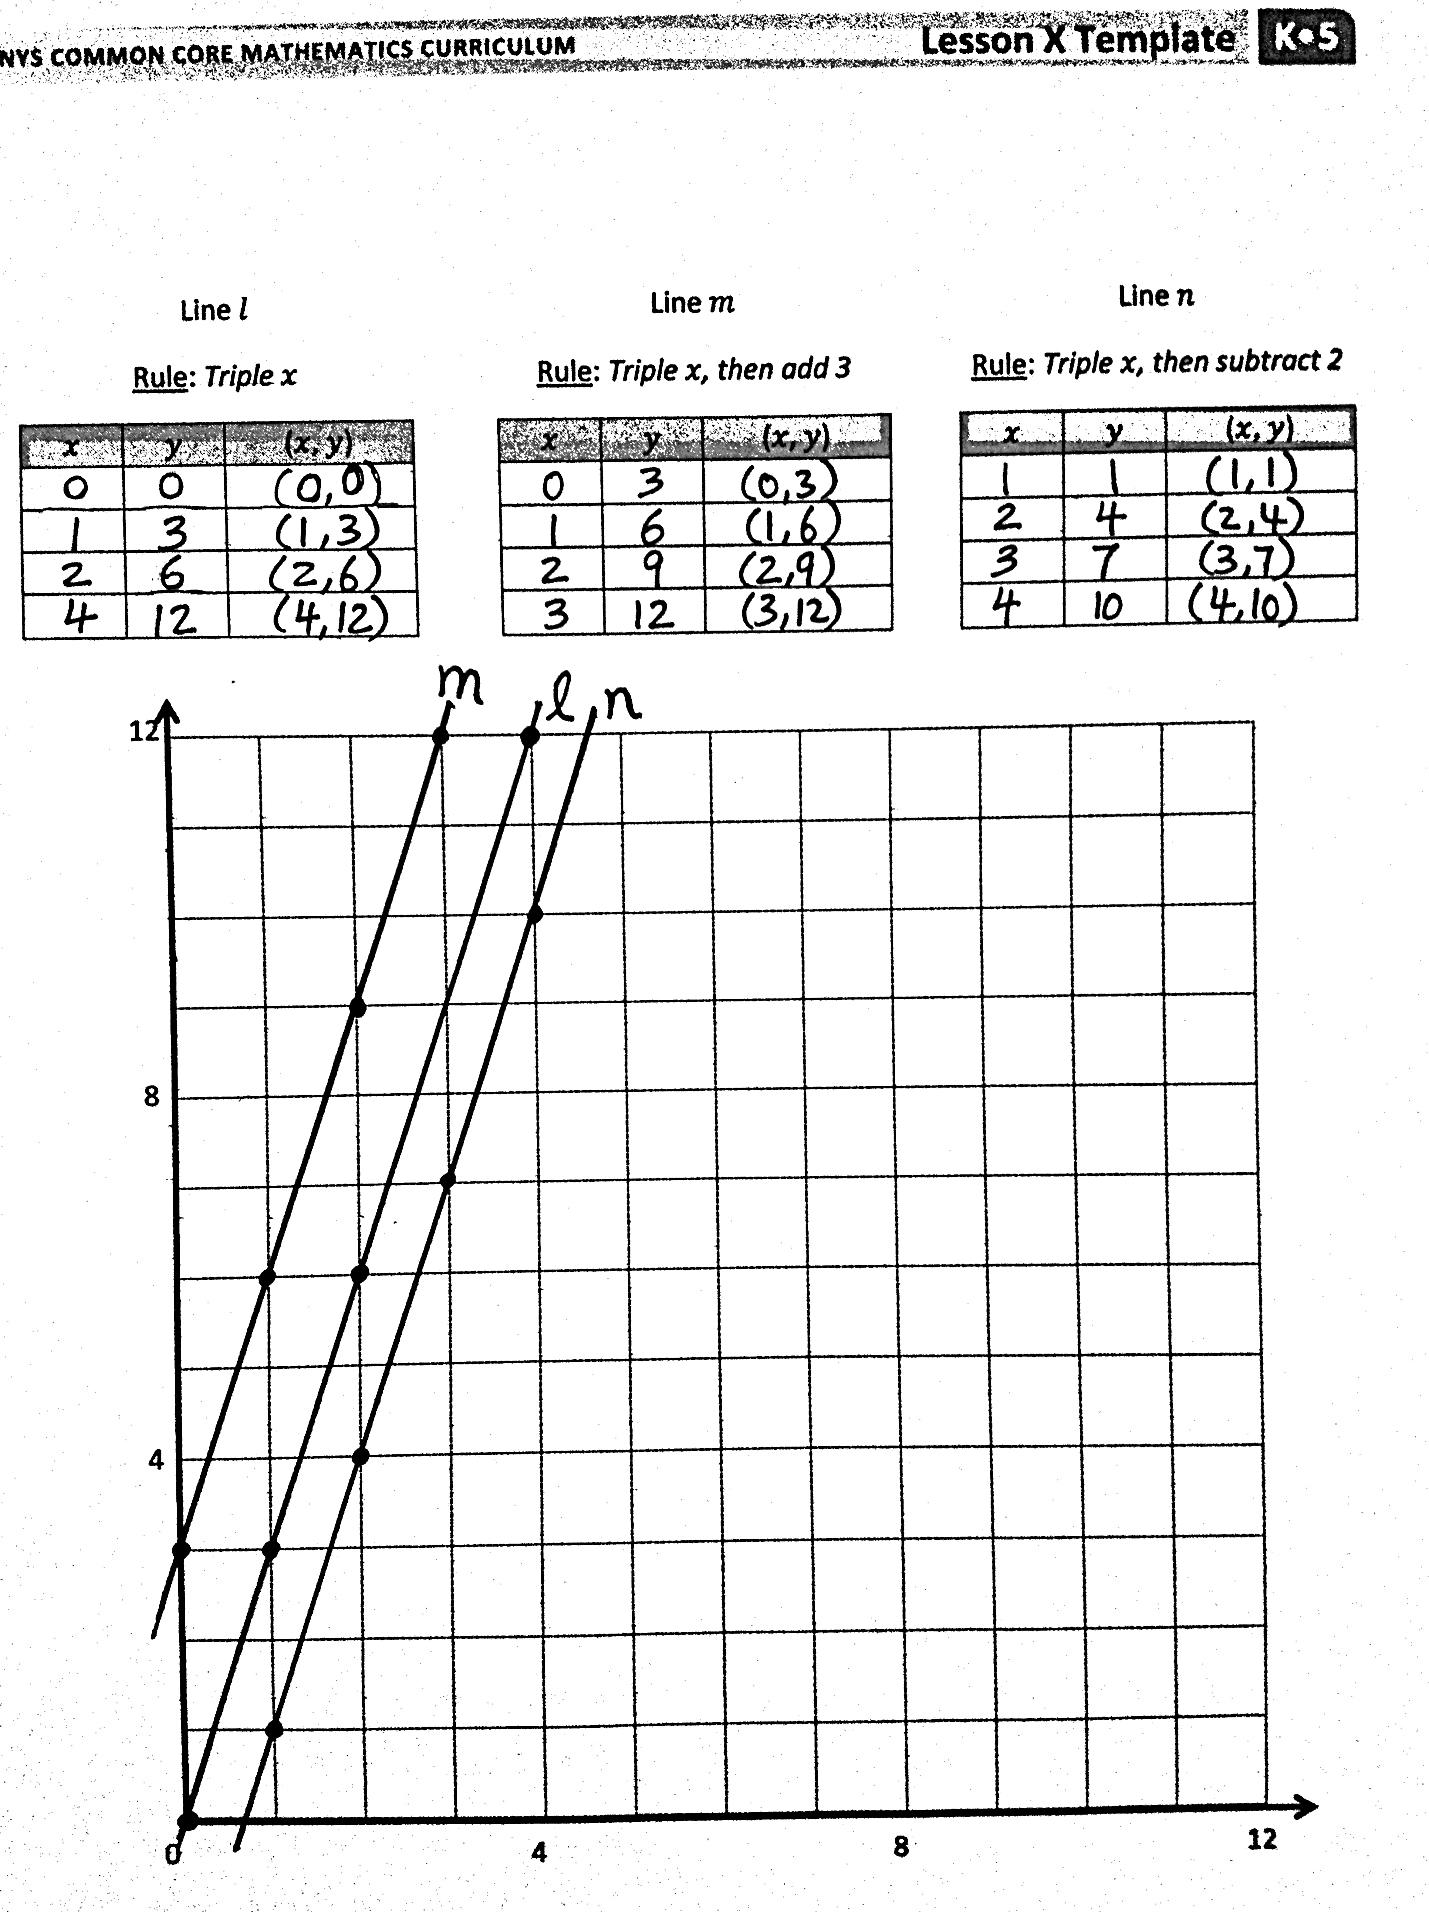 NYS COMMON CORE MATHEMATICS CURRICULUM Lesson X Template K•5
Line l
Rule: Triple x
x y (x, y)
0 0 (0,0)
1 3 (1,3)
2 6 (2,6)
4 12 (4,12)
Line m
Rule: Triple x, then add 3
x y (x, y)
0 3 (0,3)
1 6 (1,6)
2 9 (2,9)
3 12 (3,12)
Line n
Rule: Triple x, then subtract 2
x y (x, y)
1 1 (1,1)
2 4 (2,4)
3 7 (3,7)
4 10 (4,10)
m l n
12
8
4
0 4 8 12